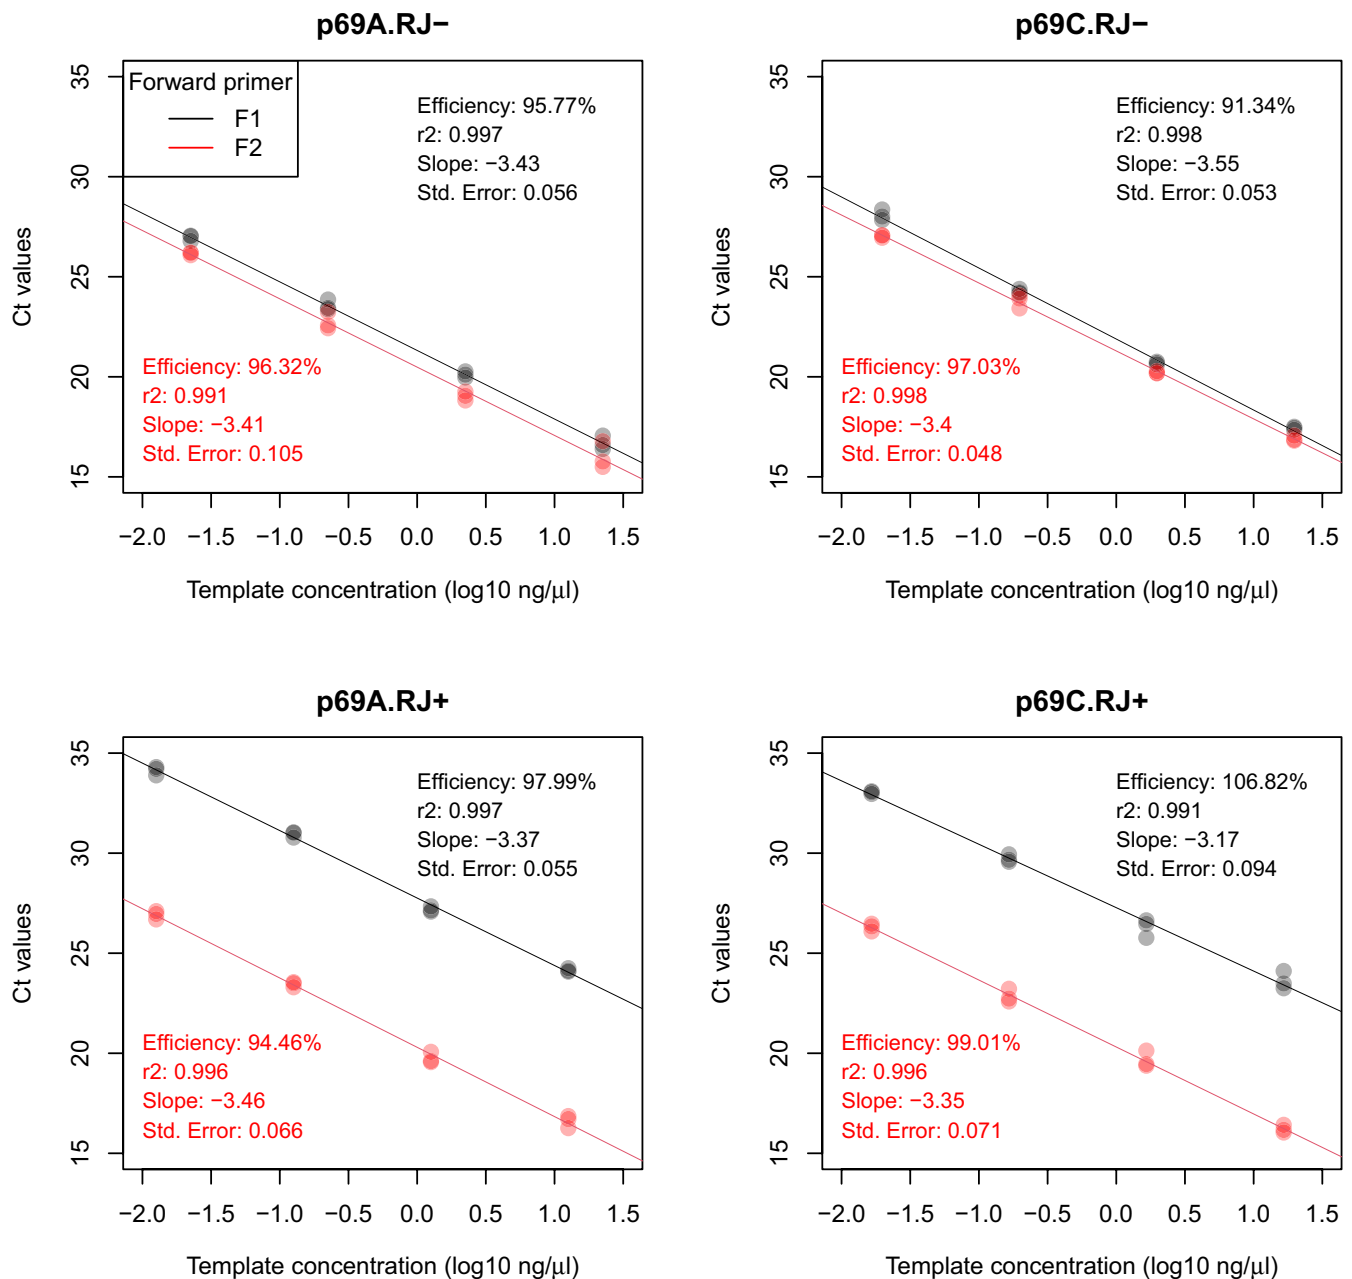 p69A.RJ−
35
30
25
20
15
Ct values
Forward primer
F1
F2
Efficiency: 95.77%
r2: 0.997
Slope: −3.43
Std. Error: 0.056
Efficiency: 96.32%
r2: 0.991
Slope: −3.41
Std. Error: 0.105
−2.0 −1.5 −1.0 −0.5 0.0 0.5 1.0 1.5
Template concentration (log10 ng/μl)
p69C.RJ−
35
30
25
20
15
Ct values
Efficiency: 91.34%
r2: 0.998
Slope: −3.55
Std. Error: 0.053
Efficiency: 97.03%
r2: 0.998
Slope: −3.4
Std. Error: 0.048
−2.0 −1.5 −1.0 −0.5 0.0 0.5 1.0 1.5
Template concentration (log10 ng/μl)
p69A.RJ+
35
30
25
20
15
Ct values
Efficiency: 97.99%
r2: 0.997
Slope: −3.37
Std. Error: 0.055
Efficiency: 94.46%
r2: 0.996
Slope: −3.46
Std. Error: 0.066
−2.0 −1.5 −1.0 −0.5 0.0 0.5 1.0 1.5
Template concentration (log10 ng/μl)
p69C.RJ+
35
30
25
20
15
Ct values
Efficiency: 106.82%
r2: 0.991
Slope: −3.17
Std. Error: 0.094
Efficiency: 99.01%
r2: 0.996
Slope: −3.35
Std. Error: 0.071
−2.0 −1.5 −1.0 −0.5 0.0 0.5 1.0 1.5
Template concentration (log10 ng/μl)